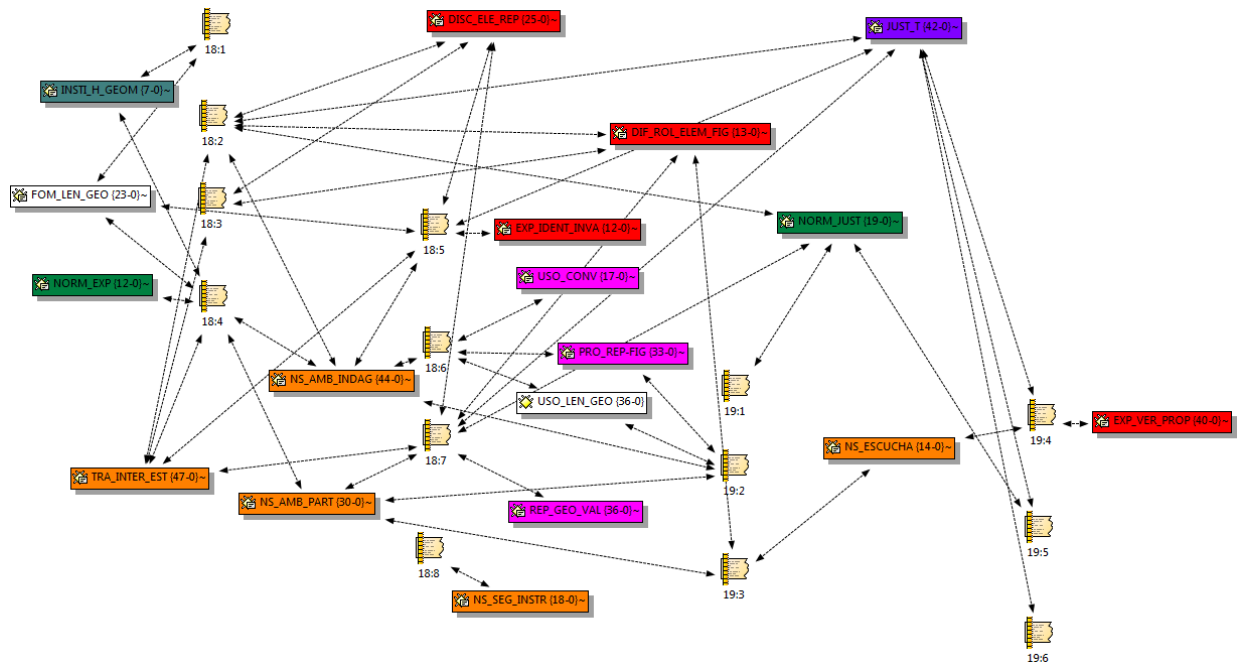 DISC_ELE_REP {25-0}~
JUST_T {42-0}~
18:1
INSTI_H_GEOM {7-0}~
18:2
DIF_ROL_ELEM_FIG {13-0}~
FOM_LEN_GEO {23-0}~
18:3
NORM_JUST {19-0}~
EXP_IDENT_INVA {12-0}~
18:5
NORM_EXP {12-0}~
USO_CONV {17-0}~
18:4
PRO_REP-FIG {33-0}~
18:6
NS_AMB_INDAG {44-0}~
USO_LEN_GEO {36-0}
19:1
EXP_VER_PROP {40-0}~
19:4
NS_ESCUCHA {14-0}~
18:7
TRA_INTER_EST {47-0}~
19:2
NS_AMB_PART {30-0}~
REP_GEO_VAL {36-0}~
19:5
18:8
19:3
NS_SEG_INSTR {18-0}~
19:6